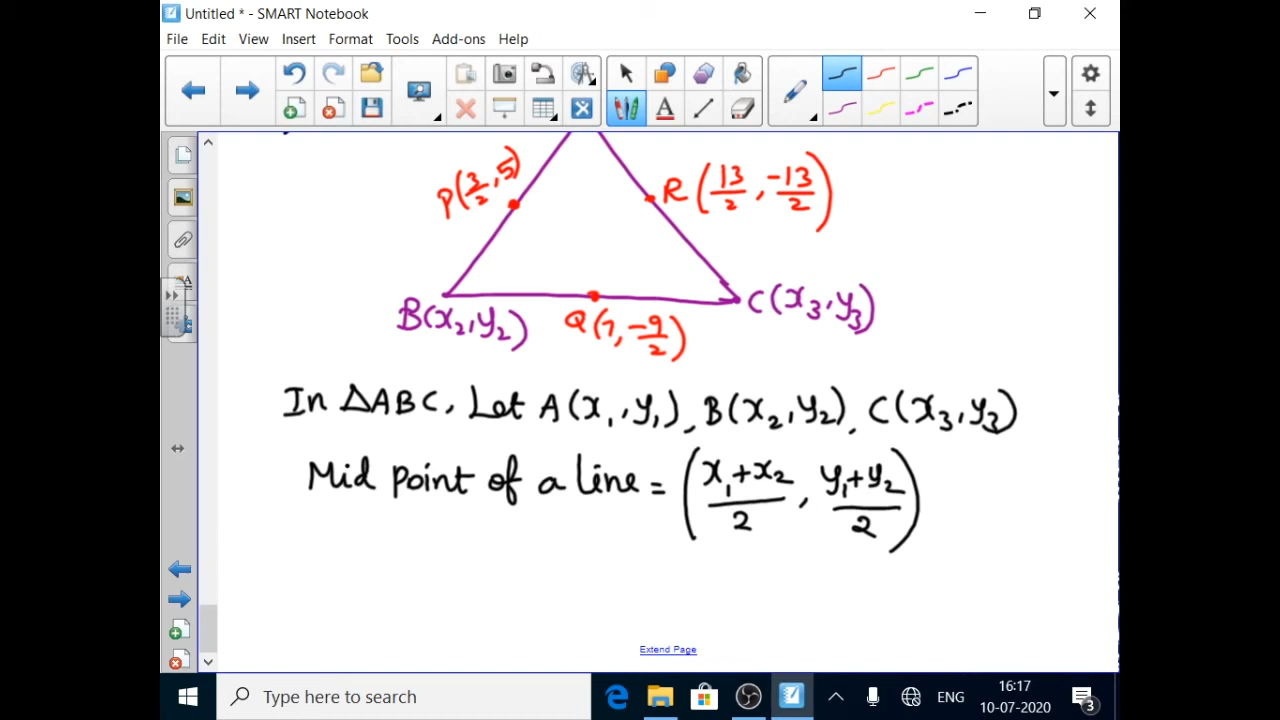 Untitled * - SMART Notebook
File Edit View Insert Format Tools Add-ons Help
P(3/2, 5)
R(13/2, -13/2)
B(x₂, y₂)
Q(7, -9/2)
C(x₃, y₃)
In △ABC, Let A(x₁, y₁), B(x₂, y₂), C(x₃, y₃)
Mid point of a line = (x₁+x₂/2, y₁+y₂/2)
Extend Page
Type here to search
ENG
16:17
10-07-2020
3